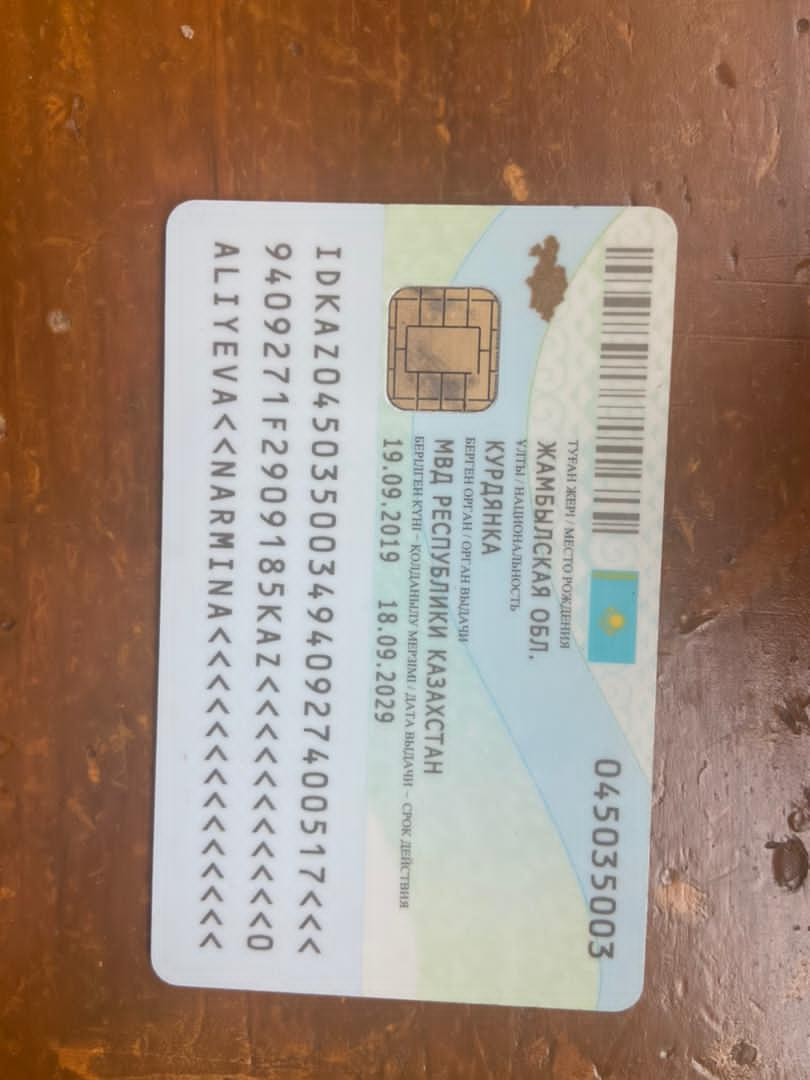 045035003
ТУҒАН ЖЕРІ / МЕСТО РОЖДЕНИЯ
ЖАМБЫЛСКАЯ ОБЛ.
ҰЛТЫ / НАЦИОНАЛЬНОСТЬ
КУРДЯНКА
БЕРГЕН ОРГАН / ОРГАН ВЫДАЧИ
МВД РЕСПУБЛИКИ КАЗАХСТАН
БЕРІЛГЕН КҮНІ – ҚОЛДАНЫЛУ МЕРЗІМІ / ДАТА ВЫДАЧИ – СРОК ДЕЙСТВИЯ
19.09.2019 18.09.2029
IDKAZ0450350034940927400517<<<
9409271F2909185KAZ<<<<<<<<<<<0
ALIYEVA<<NARMINA<<<<<<<<<<<<<<